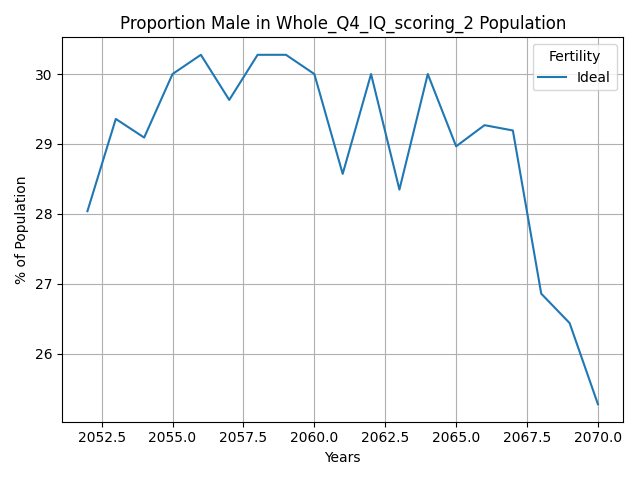 Proportion Male in Whole_Q4_IQ_scoring_2 Population
Fertility
Ideal
% of Population
30
29
28
27
26
2052.5 2055.0 2057.5 2060.0 2062.5 2065.0 2067.5 2070.0
Years